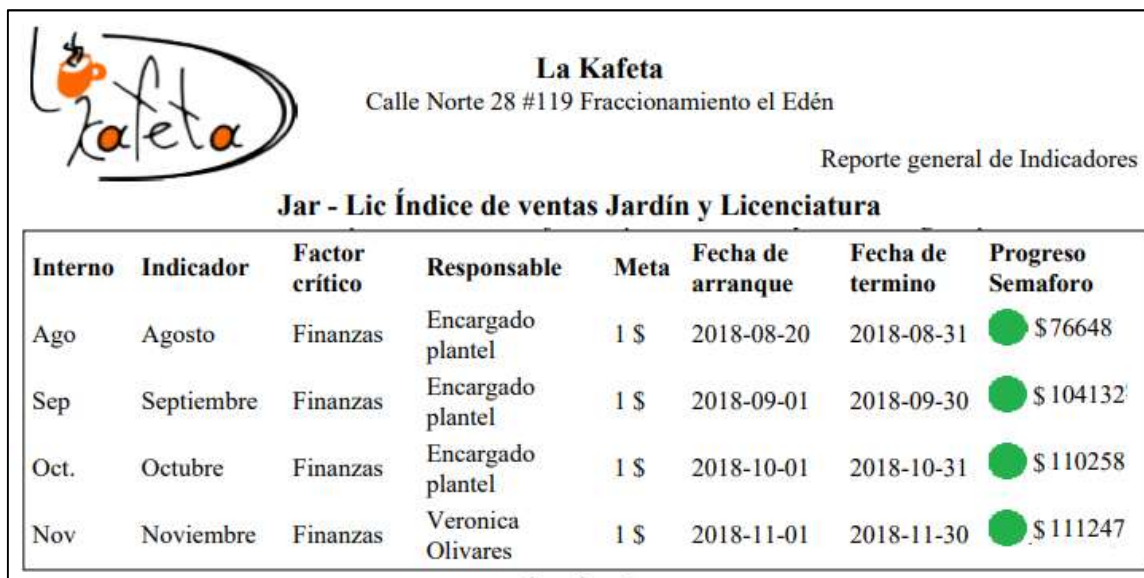 La Kafeta
La Kafeta
Calle Norte 28 #119 Fraccionamiento el Edén
Reporte general de Indicadores
Jar - Lic Índice de ventas Jardín y Licenciatura
Interno Indicador Factor crítico Responsable Meta Fecha de arranque Fecha de termino Progreso Semaforo
Ago Agosto Finanzas Encargado plantel 1 $ 2018-08-20 2018-08-31 $76648
Sep Septiembre Finanzas Encargado plantel 1 $ 2018-09-01 2018-09-30 $104132
Oct. Octubre Finanzas Encargado plantel 1 $ 2018-10-01 2018-10-31 $110258
Nov Noviembre Finanzas Veronica Olivares 1 $ 2018-11-01 2018-11-30 $111247